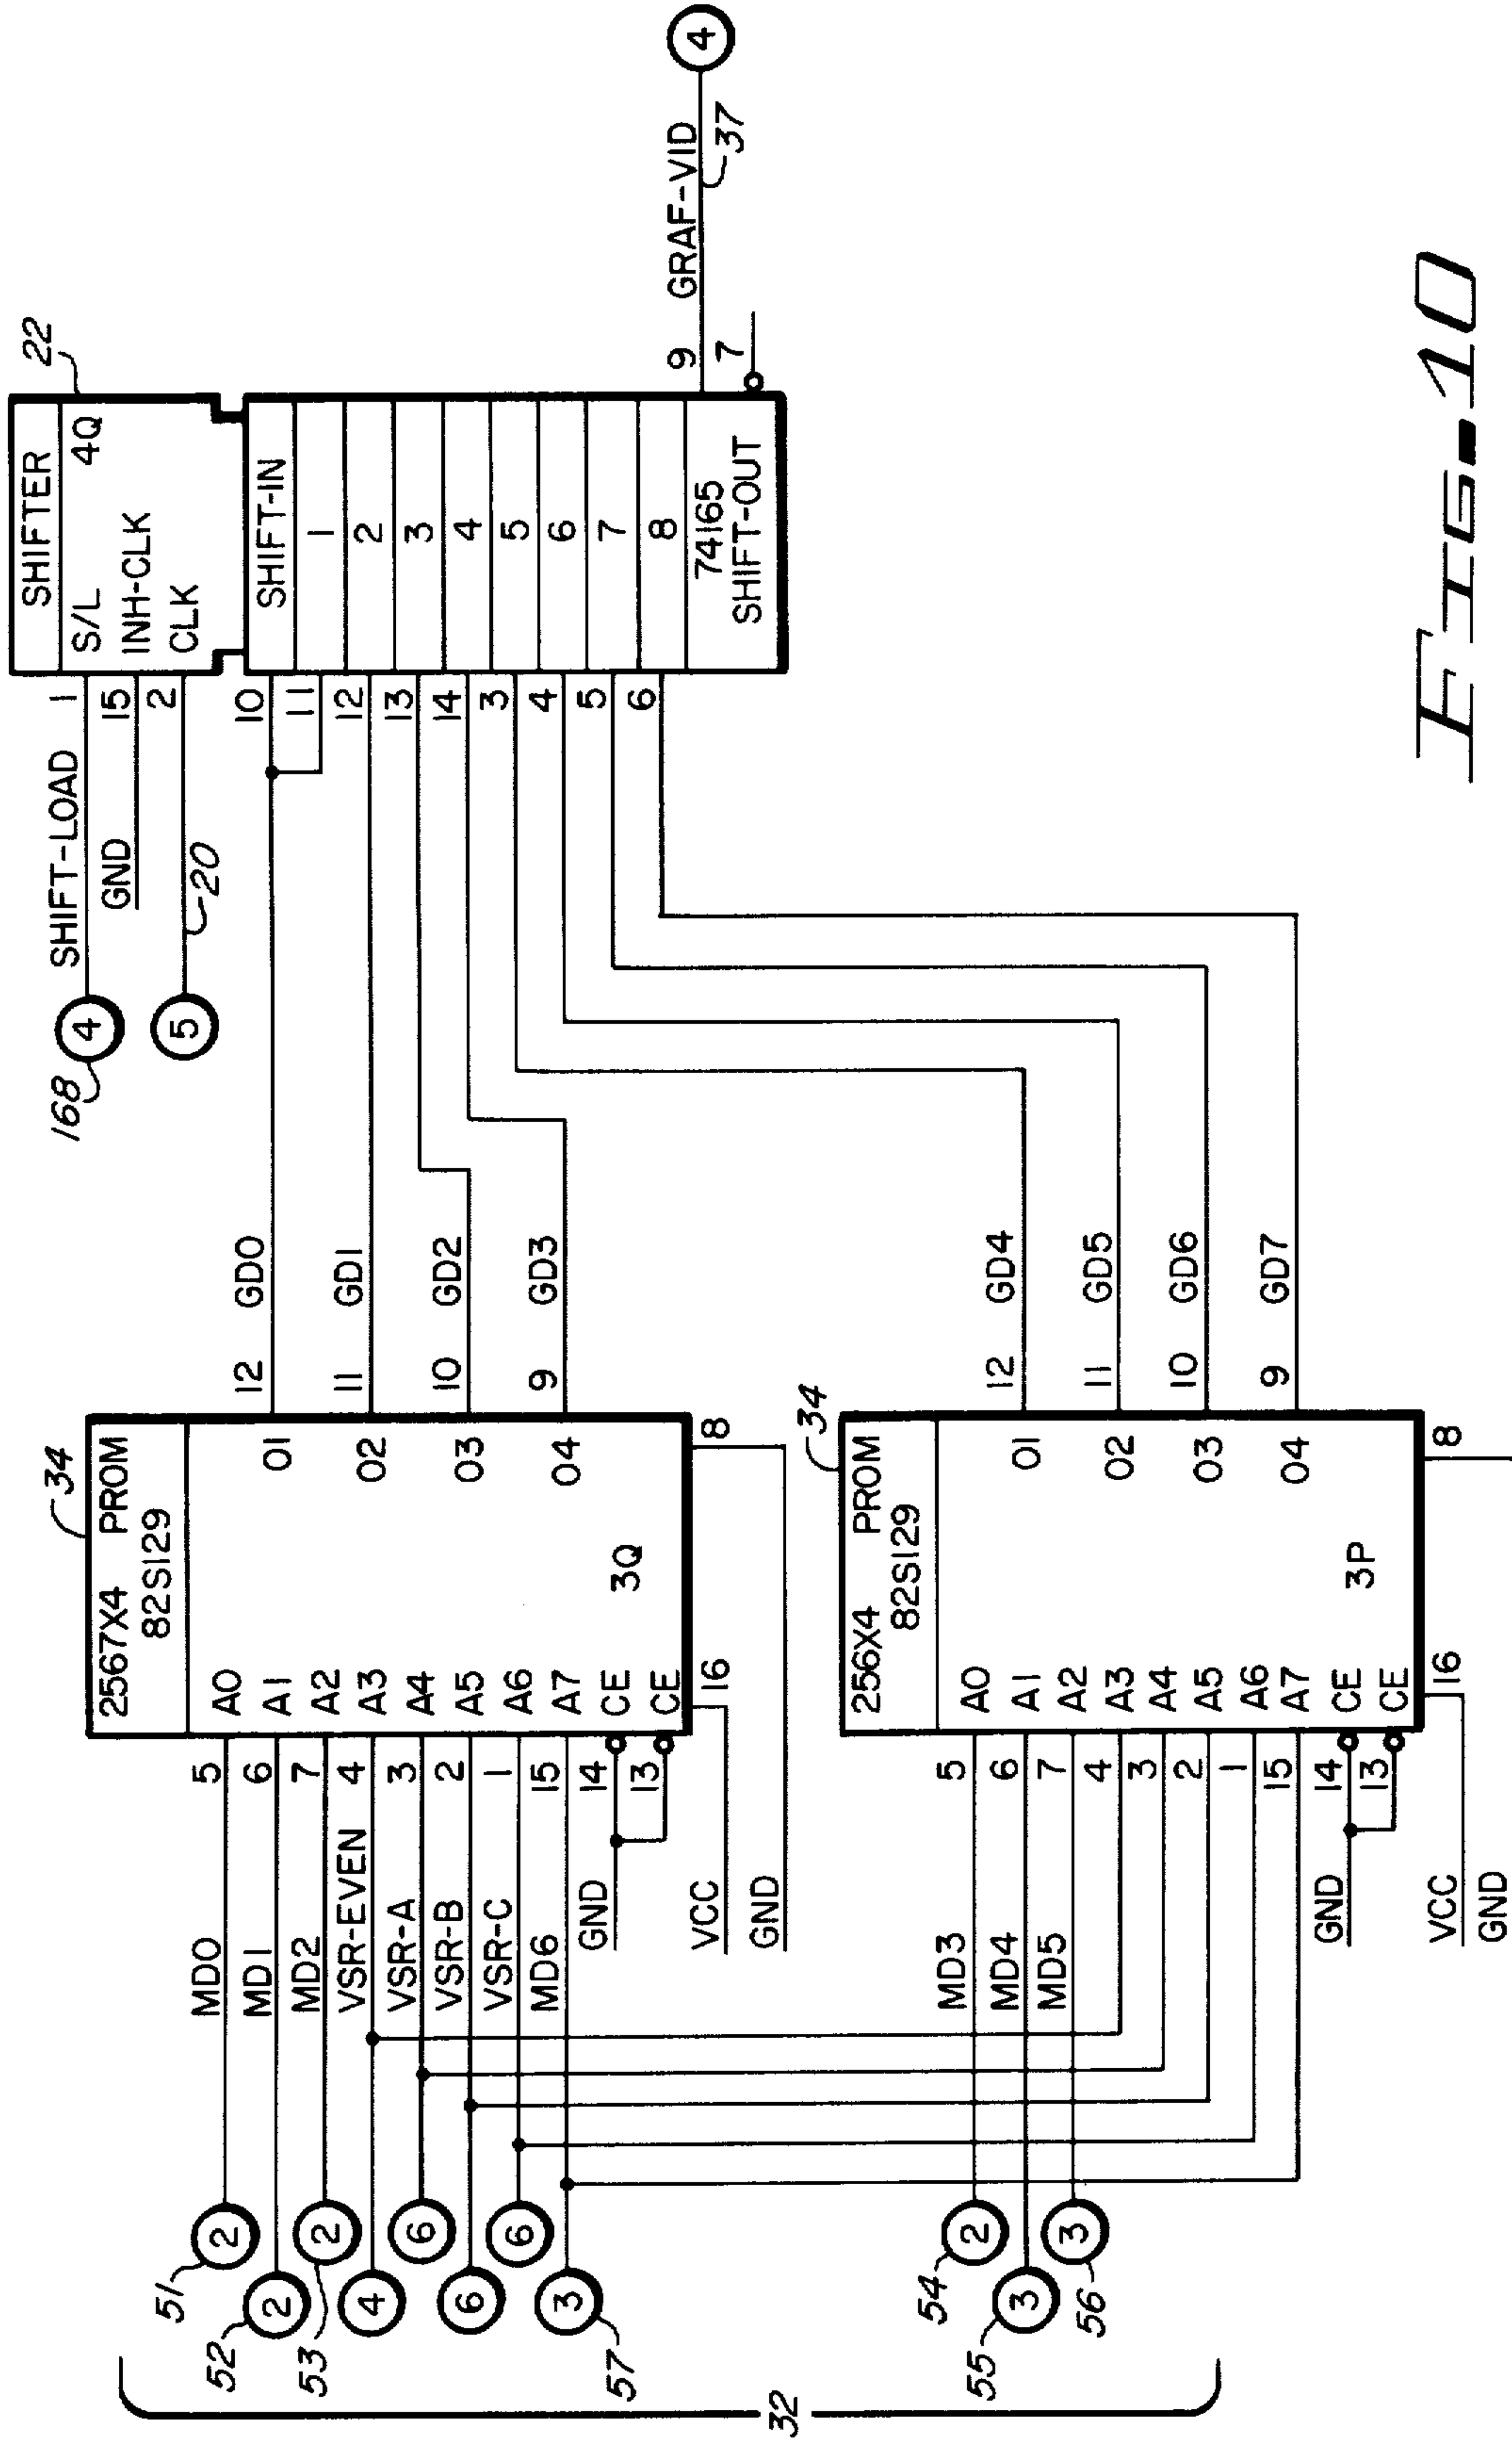 34
2567X4 PROM
82S129
A0 O1
A1
A2 O2
A3
A4 O3
A5
A6 O4
A7
CE 3Q
CE
51 2 MD0 5
52 2 MD1 6
53 2 MD2 7
4 VSR-EVEN 4
6 VSR-A 3
6 VSR-B 2
6 VSR-C 1
57 3 MD6 15
GND 14
13
VCC 16
GND 8
12 GD0
11 GD1
10 GD2
9 GD3
32
34
256X4 PROM
82S129
A0
A1 O1
A2
A3 O2
A4
A5 O3
A6
A7 O4
CE 3P
CE
54 2 MD3 5
55 3 MD4 6
56 3 MD5 7
4
3
2
1
15
GND 14
13
VCC 16
GND 8
12 GD4
11 GD5
10 GD6
9 GD7
22
SHIFTER
S/L 4Q
INH-CLK
CLK
168 4 SHIFT-LOAD 1
GND 15
5 20 2
SHIFT-IN
1
2
3
4
5
6
7
8
74165
SHIFT-OUT
10
11
12
13
14
3
4
5
6
9 GRAF-VID 4
37
7
FIG-10